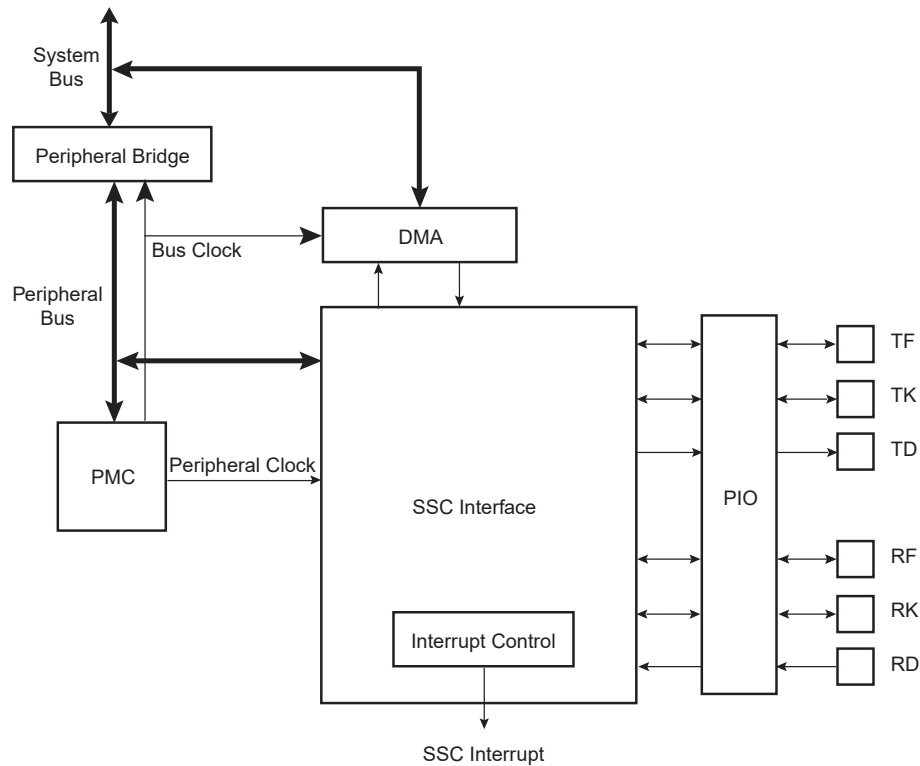 System
Bus
Peripheral Bridge
DMA
Bus Clock
Peripheral
Bus
TF
TK
Peripheral Clock
TD
PMC
SSC Interface
PIO
RF
RK
Interrupt Control
RD
SSC Interrupt